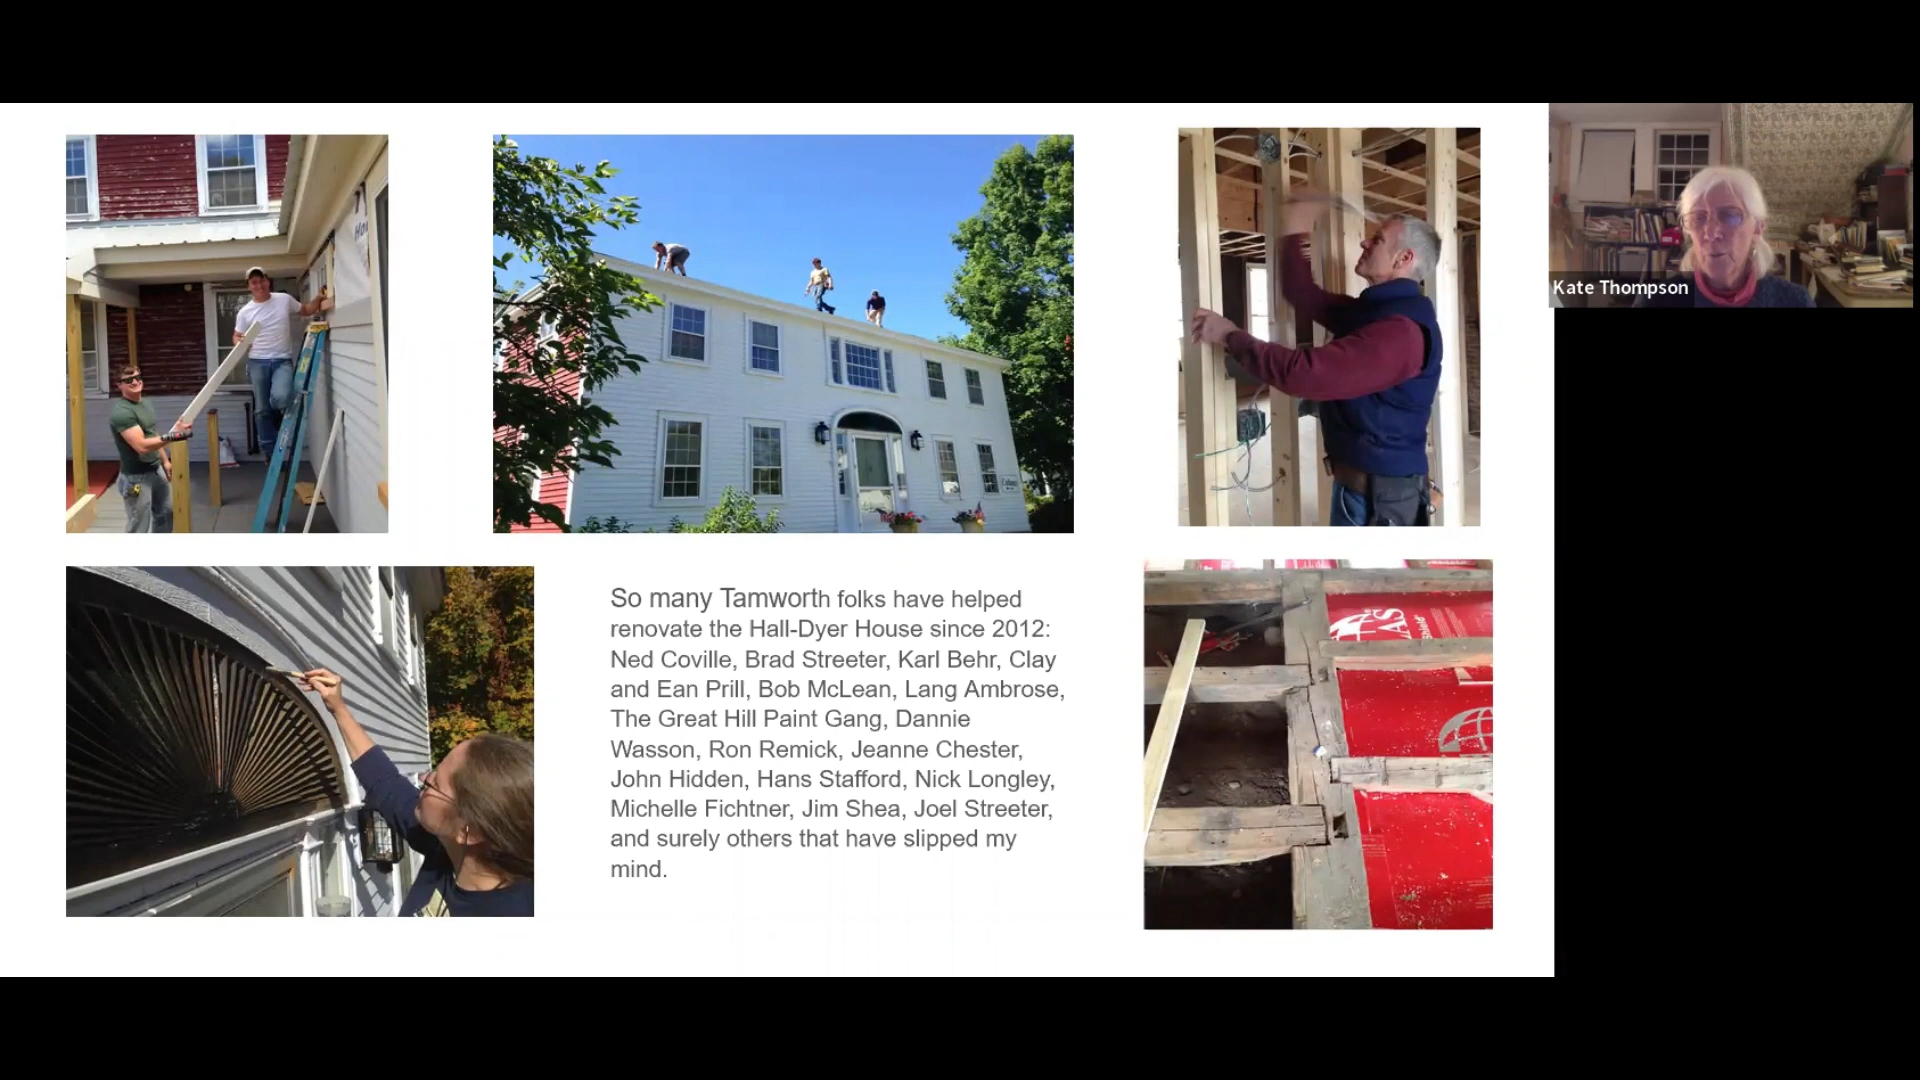 Kate Thompson
So many Tamworth folks have helped
renovate the Hall-Dyer House since 2012:
Ned Coville, Brad Streeter, Karl Behr, Clay
and Ean Prill, Bob McLean, Lang Ambrose,
The Great Hill Paint Gang, Dannie
Wasson, Ron Remick, Jeanne Chester,
John Hidden, Hans Stafford, Nick Longley,
Michelle Fichtner, Jim Shea, Joel Streeter,
and surely others that have slipped my
mind.